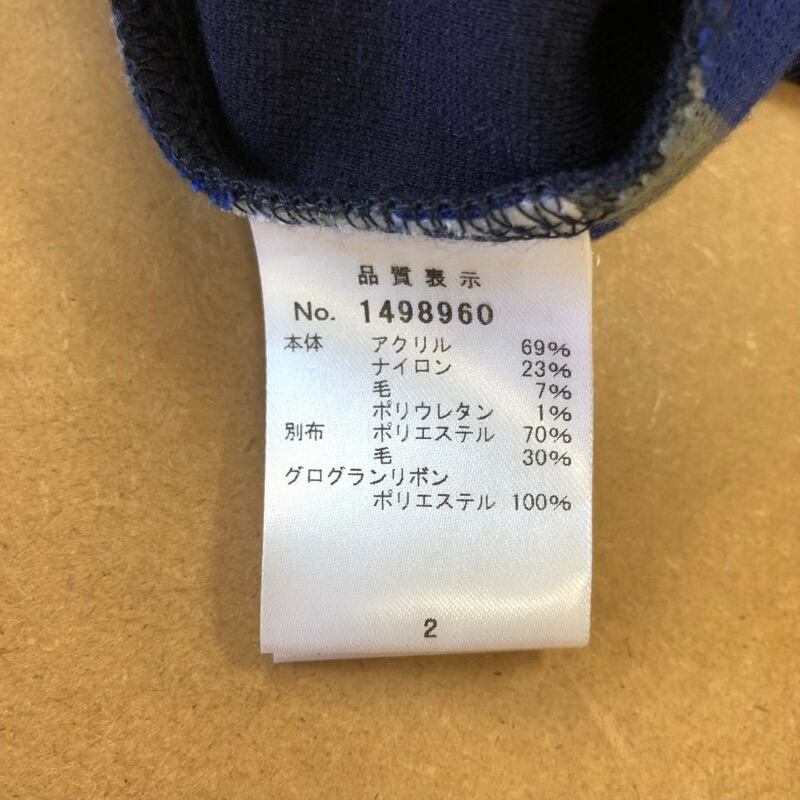 品質表示
No. 1498960
本体 アクリル 69%
ナイロン 23%
毛 7%
ポリウレタン 1%
別布 ポリエステル 70%
毛 30%
グログランリボン
ポリエステル 100%
2